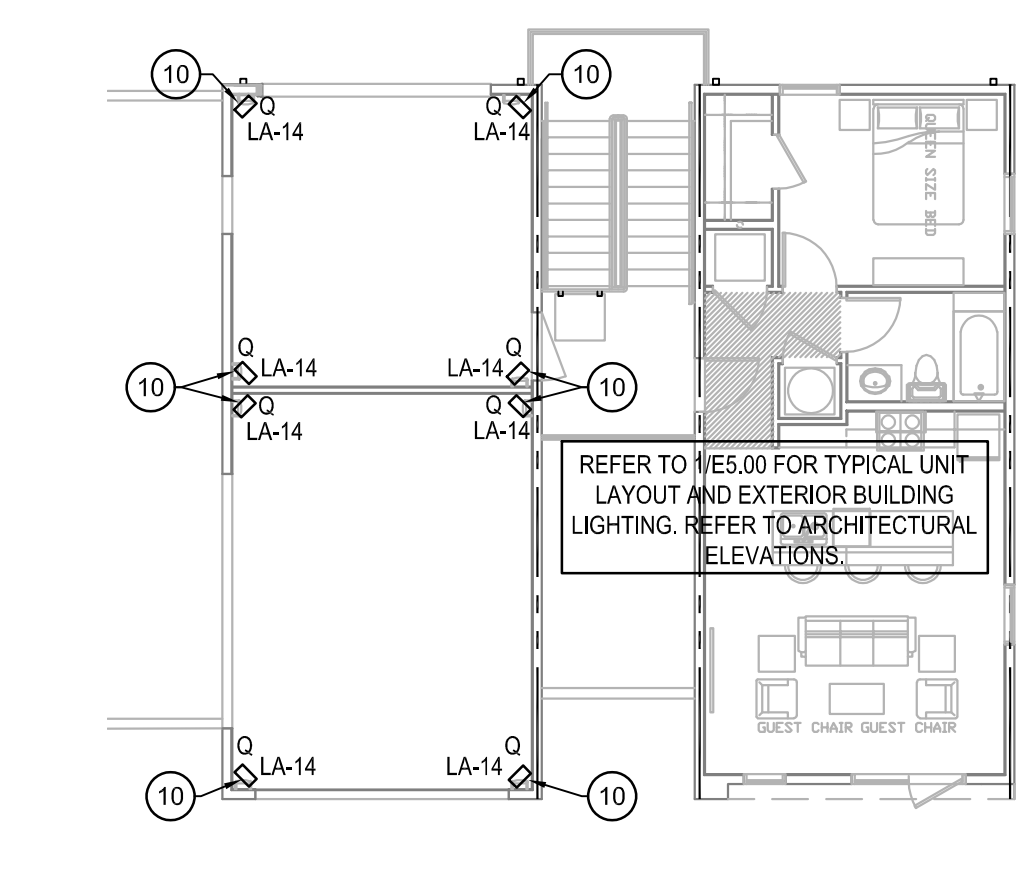 10
10
Q
LA-14
Q
LA-14
QUEEN SIZE BED
S
Q
LA-14
Q
LA-14
10
10
Q
LA-14
Q
LA-14
REFER TO 1/E5.00 FOR TYPICAL UNIT
LAYOUT AND EXTERIOR BUILDING
LIGHTING. REFER TO ARCHITECTURAL
ELEVATIONS.
GUEST CHAIR
GUEST CHAIR
Q
LA-14
Q
LA-14
10
10